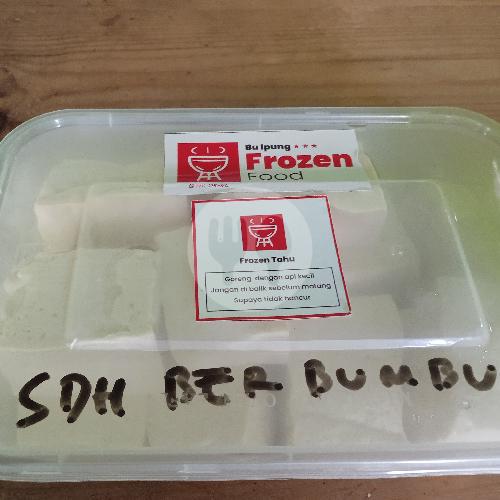 Bu Ipung
Frozen
Food
Frozen Tahu
Goreng dengan api kecil
Jangan di balik sebelum matang
Supaya tidak hancur
SDH BER BUMBU